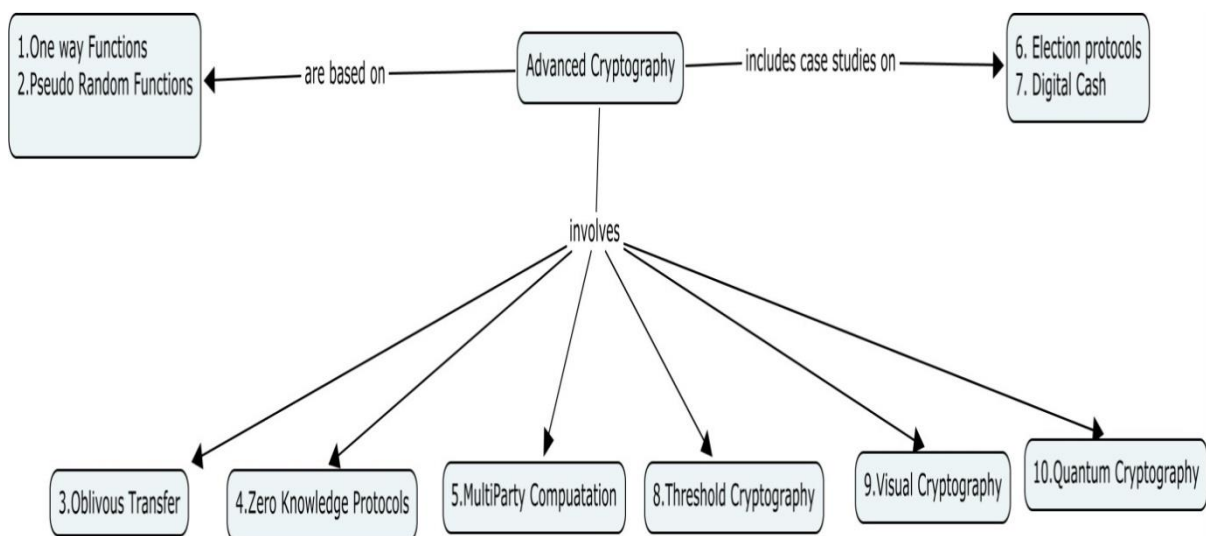 1.One way Functions
2.Pseudo Random Functions
are based on
Advanced Cryptography
includes case studies on
6. Election protocols
7. Digital Cash
involves
3.Oblivous Transfer
4.Zero Knowledge Protocols
5.MultiParty Compuatation
8.Threshold Cryptography
9.Visual Cryptography
10.Quantum Cryptography